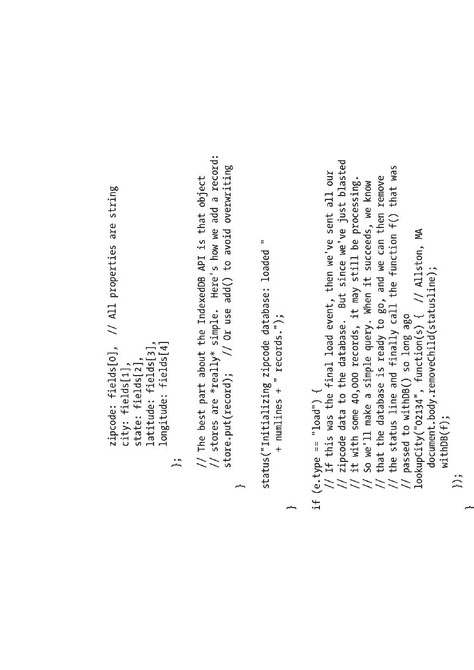 zipcode: fields[0],  // All properties are string
city: fields[1],
state: fields[2],
latitude: fields[3],
longitude: fields[4]
};
// The best part about the IndexedDB API is that object
// stores are *really* simple.  Here's how we add a record:
store.put(record);   // Or use add() to avoid overwriting
}
status("Initializing zipcode database: loaded "
+ numlines + " records.");
}
if (e.type == "load") {
// If this was the final load event, then we've sent all our
// zipcode data to the database.  But since we've just blasted
// it with some 40,000 records, it may still be processing.
// So we'll make a simple query. When it succeeds, we know
// that the database is ready to go, and we can then remove
// the status line and finally call the function f() that was
// passed to withDB() so long ago
lookupCity("02134", function(s) {  // Allston, MA
document.body.removeChild(statusline);
withDB(f);
});
}